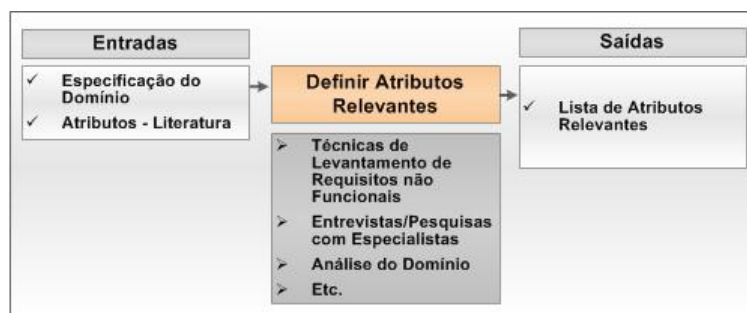 Entradas
✓ Especificação do
Domínio
✓ Atributos - Literatura
Definir Atributos
Relevantes
➢ Técnicas de
Levantamento de
Requisitos não
Funcionais
➢ Entrevistas/Pesquisas
com Especialistas
➢ Análise do Domínio
➢ Etc.
Saídas
✓ Lista de Atributos
Relevantes